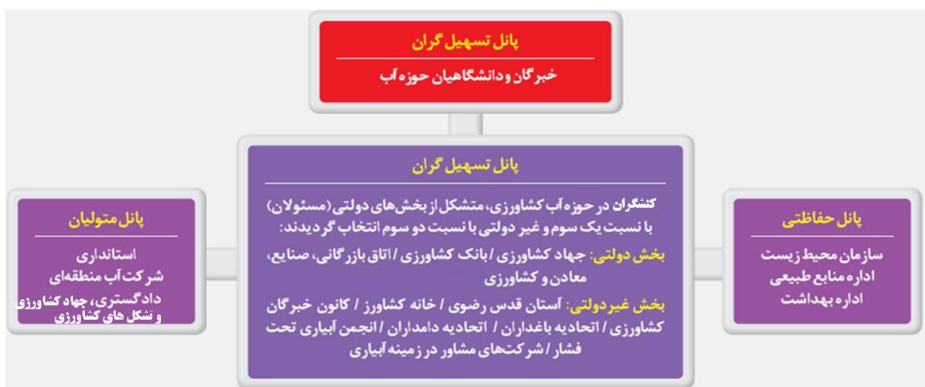 پانل تسهیل گران
خبرگان و دانشگاهیان حوزه آب
پانل تسهیل گران
کنشگران در حوزه آب کشاورزی، متشکل از بخش‌های دولتی (مسئولان)
با نسبت یک سوم و غیر دولتی با نسبت دو سوم انتخاب گردیدند:
بخش دولتی: جهاد کشاورزی / بانک کشاورزی / اتاق بازرگانی، صنایع،
معادن و کشاورزی
بخش غیردولتی: آستان قدس رضوی / خانه کشاورز / کانون خبرگان
کشاورزی / اتحادیه باغداران / اتحادیه دامداران / انجمن آبیاری تحت
فشار / شرکت‌های مشاور در زمینه آبیاری
پانل حفاظتی
سازمان محیط زیست
اداره منابع طبیعی
اداره بهداشت
پانل متولیان
استانداری
شرکت آب منطقه‌ای
دادگستری، جهاد کشاورزی
و تشکل های کشاورزی